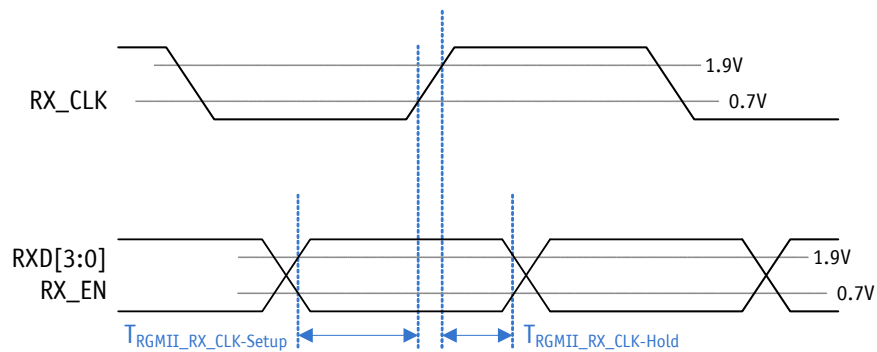 1.9V
RX_CLK
0.7V
RXD[3:0]
1.9V
RX_EN
0.7V
TRGMII_RX_CLK-Setup
TRGMII_RX_CLK-Hold